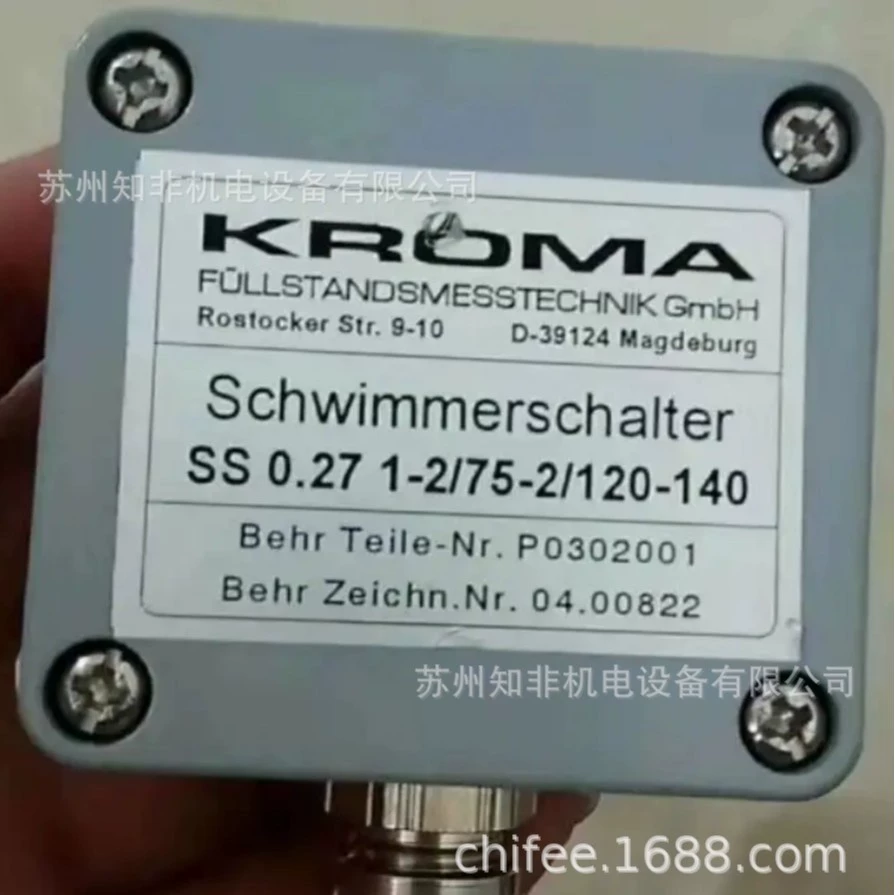 苏州知非机电设备有限公司
KROMA
FÜLLSTANDSMESSTECHNIK GmbH
Rostocker Str. 9-10 D-39124 Magdeburg
Schwimmerschalter
SS 0.27 1-2/75-2/120-140
Behr Teile-Nr. P0302001
Behr Zeichn.Nr. 04.00822
苏州知非机电设备有限公司
chifee.1688.com